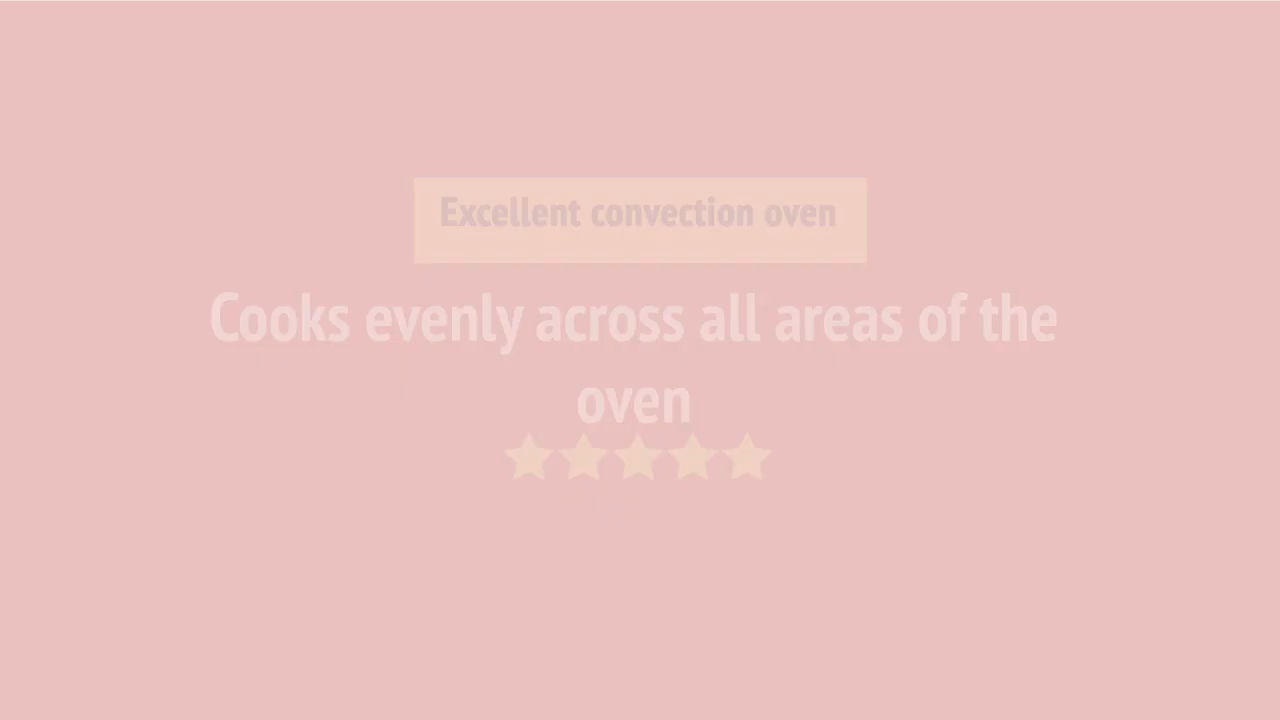 Excellent convection oven
Cooks evenly across all areas of the
oven